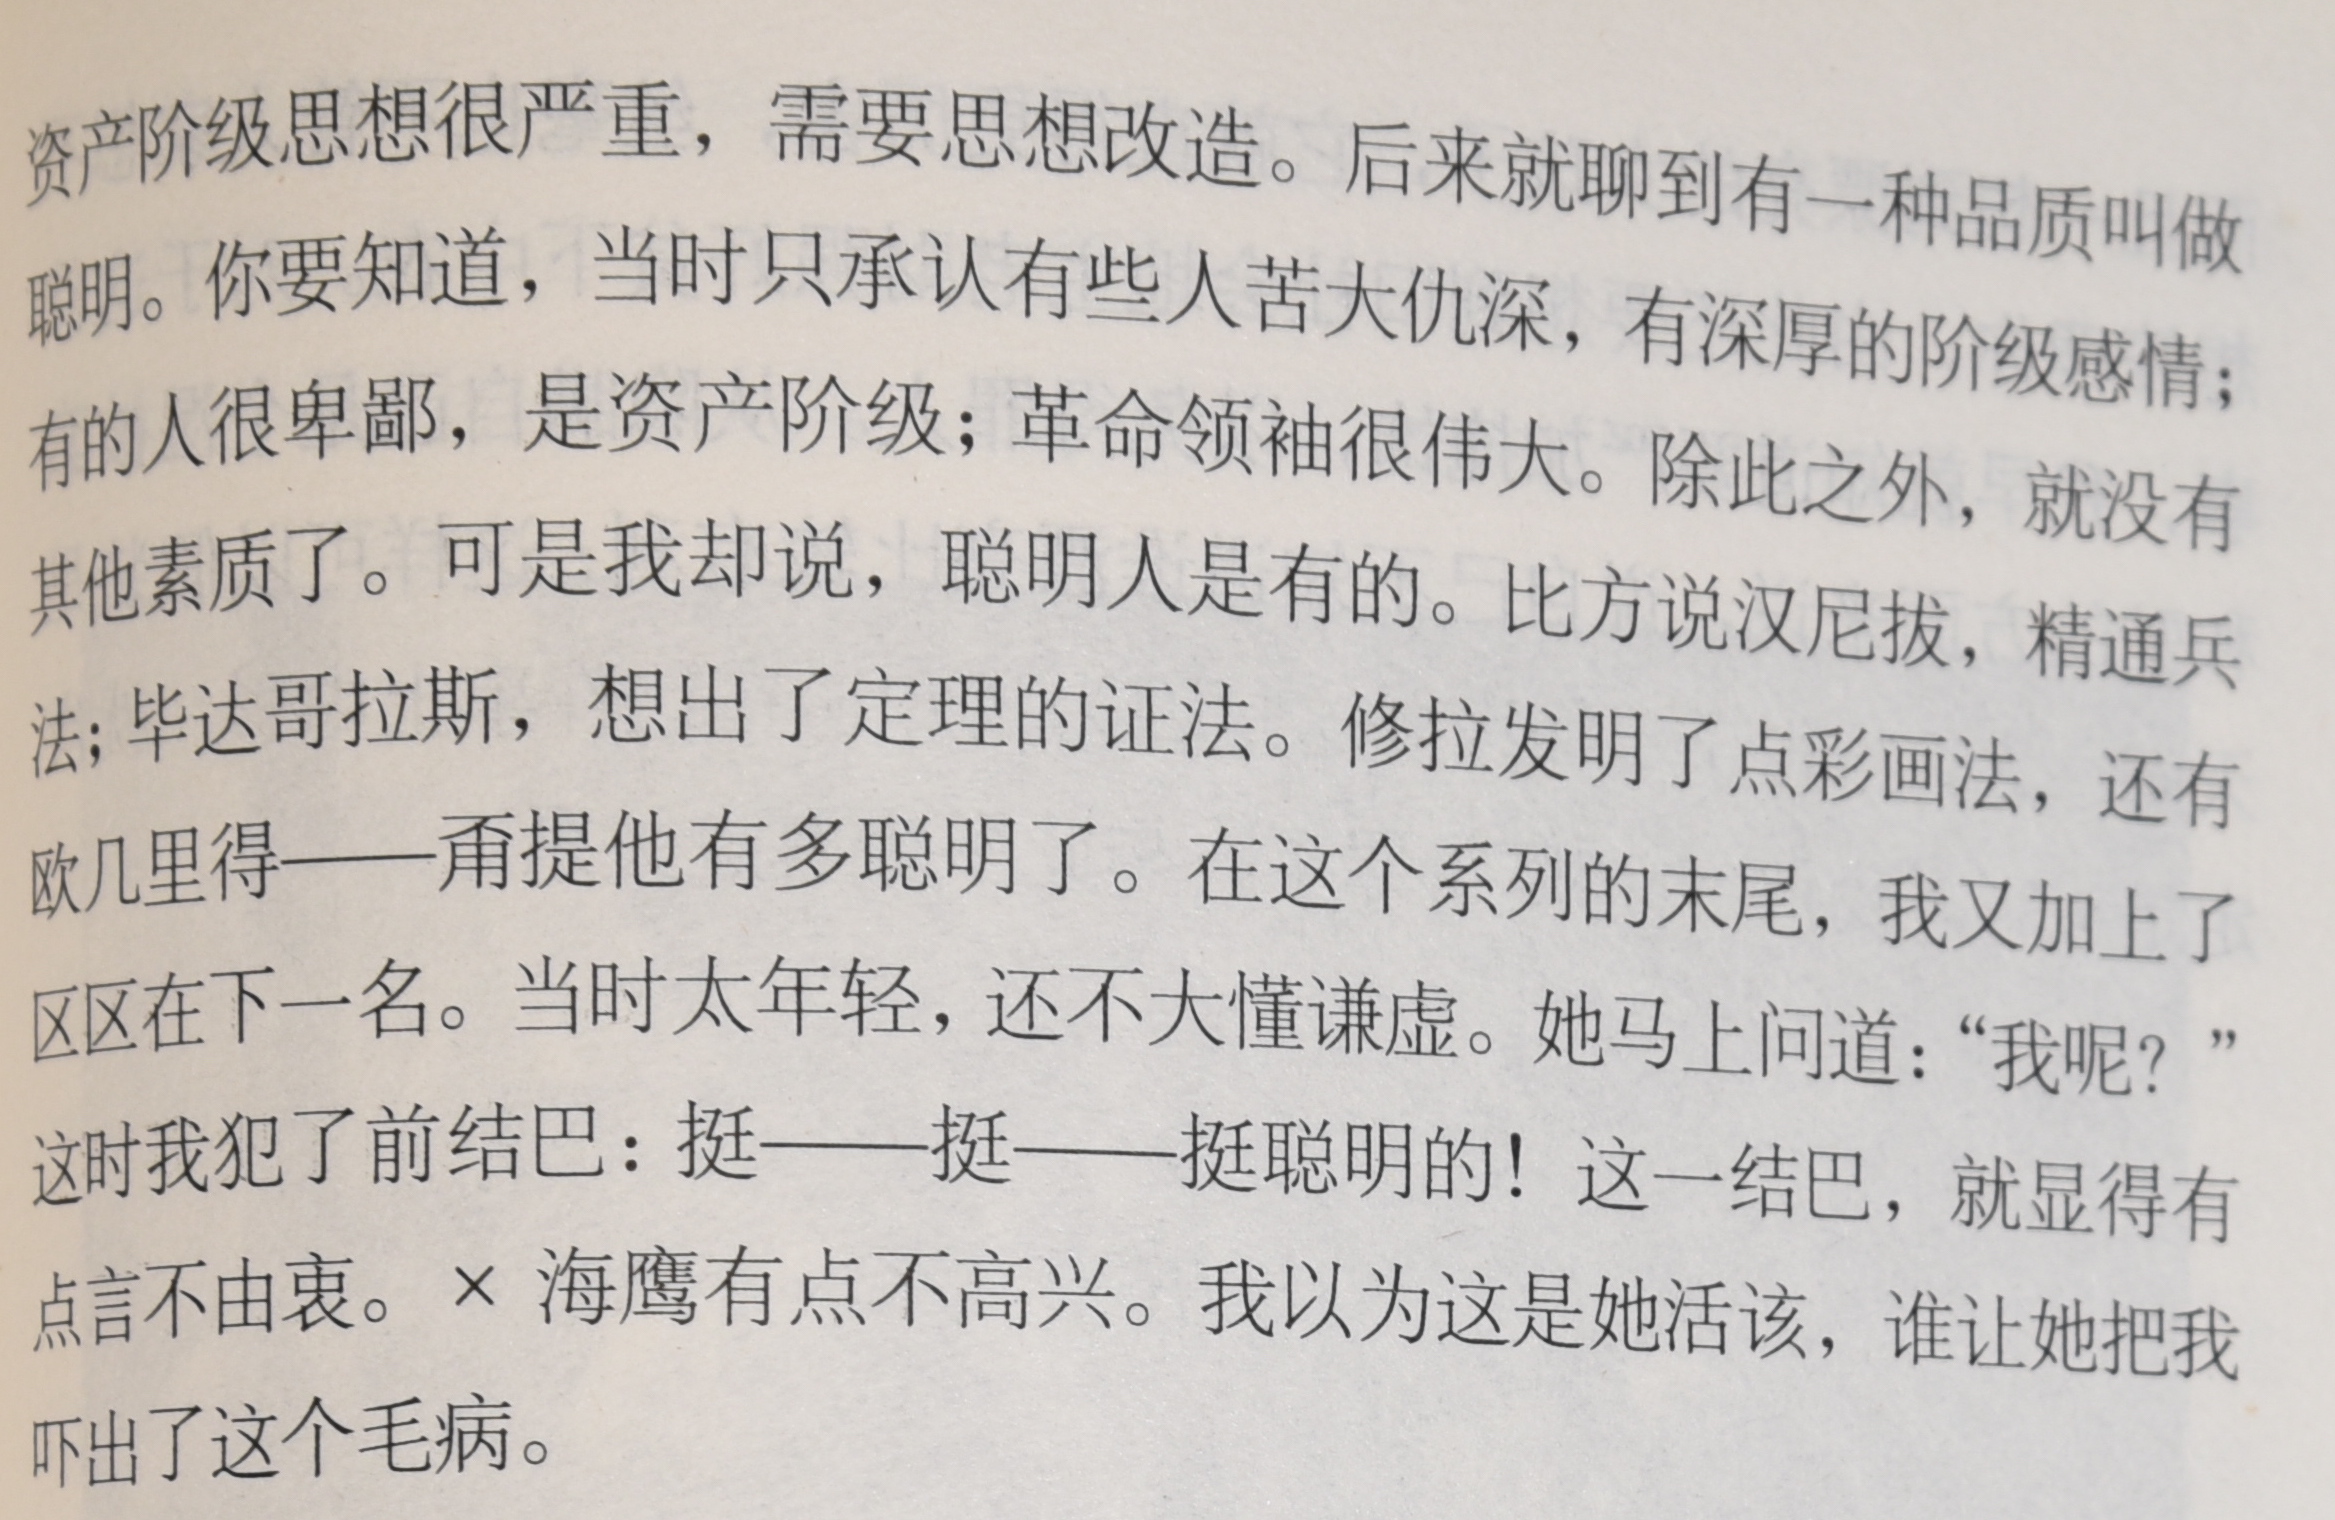 资产阶级思想很严重，需要思想改造。后来就聊到有一种品质叫做
聪明。你要知道，当时只承认有些人苦大仇深，有深厚的阶级感情；
有的人很卑鄙，是资产阶级；革命领袖很伟大。除此之外，就没有
其他素质了。可是我却说，聪明人是有的。比方说汉尼拔，精通兵
法；毕达哥拉斯，想出了定理的证法。修拉发明了点彩画法，还有
欧几里得——甭提他有多聪明了。在这个系列的末尾，我又加上了
区区在下一名。当时太年轻，还不大懂谦虚。她马上问道：“我呢？”
这时我犯了前结巴：挺——挺——挺聪明的！这一结巴，就显得有
点言不由衷。× 海鹰有点不高兴。我以为这是她活该，谁让她把我
吓出了这个毛病。